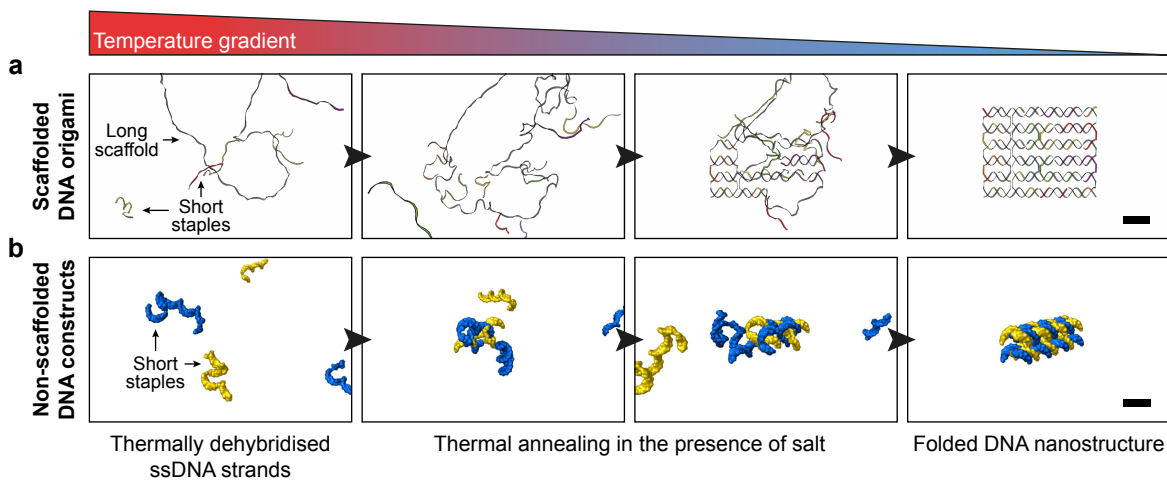 Temperature gradient
a
Scaffolded
DNA origami
Long
scaffold
Short
staples
b
Non-scaffolded
DNA constructs
Short
staples
Thermally dehybridised
ssDNA strands
Thermal annealing in the presence of salt
Folded DNA nanostructure